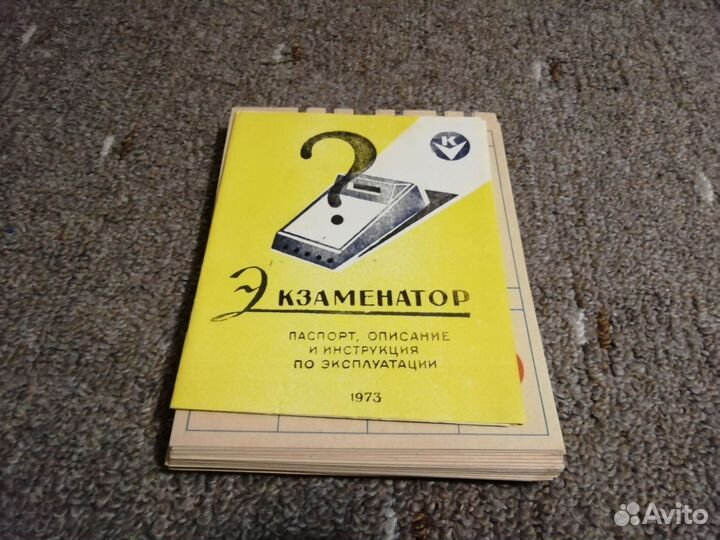 ?
К
ЭКЗАМЕНАТОР
ПАСПОРТ, ОПИСАНИЕ
И ИНСТРУКЦИЯ
ПО ЭКСПЛУАТАЦИИ
1973
Avito